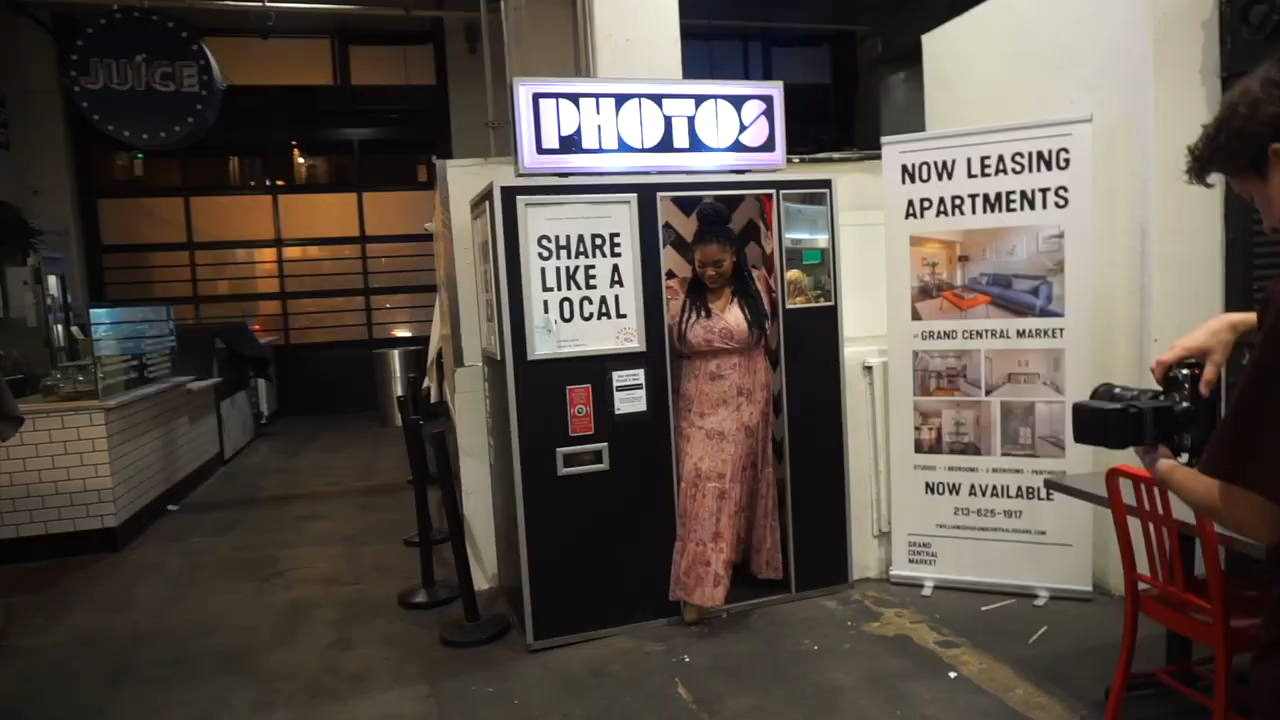 JUICE
PHOTOS
SHARE
LIKE A
LOCAL
NOW LEASING
APARTMENTS
GRAND CENTRAL MARKET
STUDIOS • 1 BEDROOMS • 2 BEDROOMS • PENTHOUSE
NOW AVAILABLE
213-625-1917
GRAND
CENTRAL
MARKET